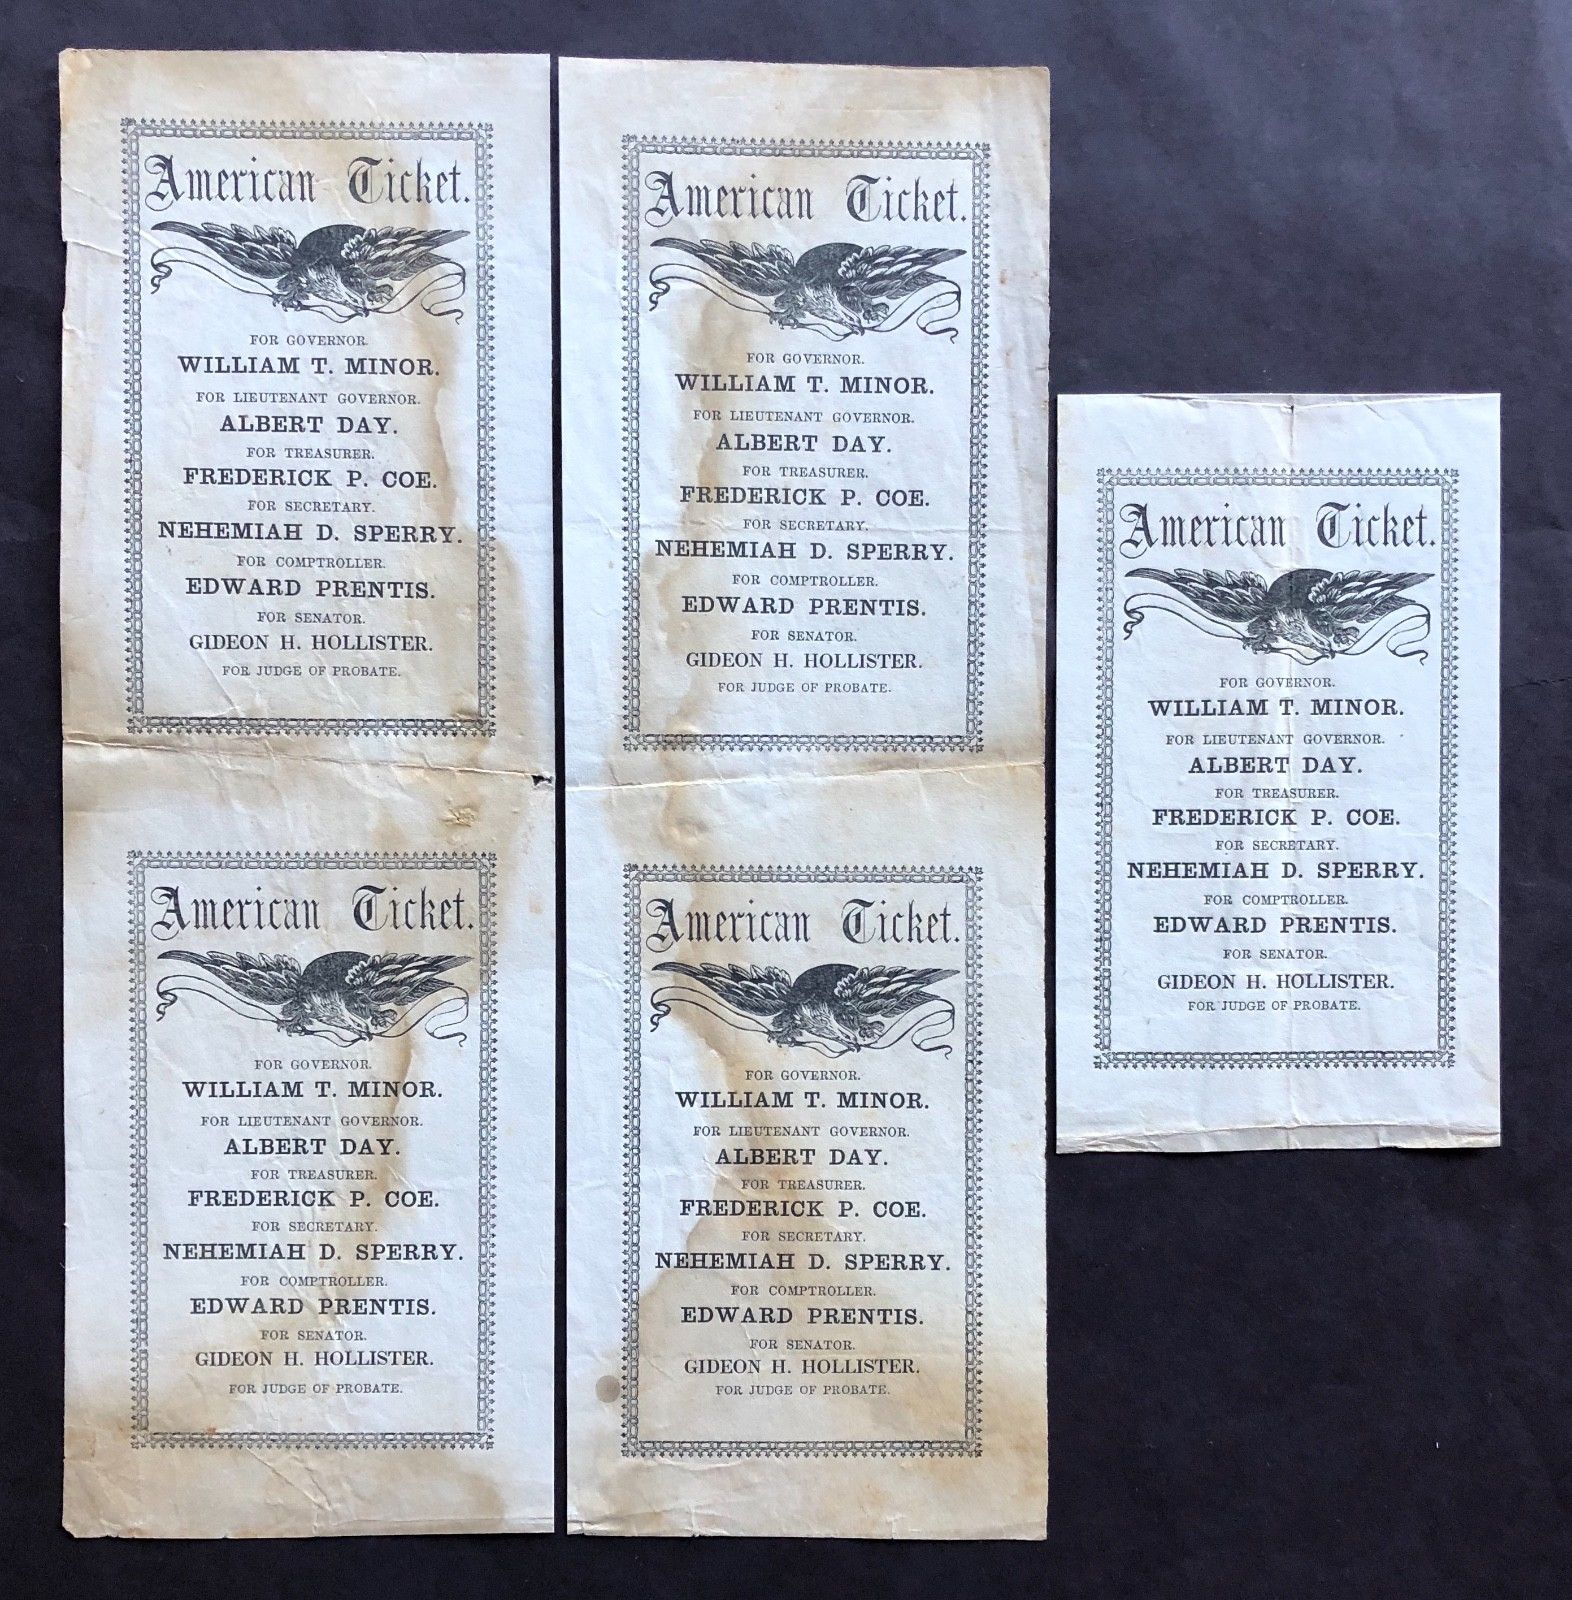 American Ticket.
FOR GOVERNOR.
WILLIAM T. MINOR.
FOR LIEUTENANT GOVERNOR.
ALBERT DAY.
FOR TREASURER.
FREDERICK P. COE.
FOR SECRETARY.
NEHEMIAH D. SPERRY.
FOR COMPTROLLER.
EDWARD PRENTIS.
FOR SENATOR.
GIDEON H. HOLLISTER.
FOR JUDGE OF PROBATE.
American Ticket.
FOR GOVERNOR.
WILLIAM T. MINOR.
FOR LIEUTENANT GOVERNOR.
ALBERT DAY.
FOR TREASURER.
FREDERICK P. COE.
FOR SECRETARY.
NEHEMIAH D. SPERRY.
FOR COMPTROLLER.
EDWARD PRENTIS.
FOR SENATOR.
GIDEON H. HOLLISTER.
FOR JUDGE OF PROBATE.
American Ticket.
FOR GOVERNOR.
WILLIAM T. MINOR.
FOR LIEUTENANT GOVERNOR.
ALBERT DAY.
FOR TREASURER.
FREDERICK P. COE.
FOR SECRETARY.
NEHEMIAH D. SPERRY.
FOR COMPTROLLER.
EDWARD PRENTIS.
FOR SENATOR.
GIDEON H. HOLLISTER.
FOR JUDGE OF PROBATE.
American Ticket.
FOR GOVERNOR.
WILLIAM T. MINOR.
FOR LIEUTENANT GOVERNOR.
ALBERT DAY.
FOR TREASURER.
FREDERICK P. COE.
FOR SECRETARY.
NEHEMIAH D. SPERRY.
FOR COMPTROLLER.
EDWARD PRENTIS.
FOR SENATOR.
GIDEON H. HOLLISTER.
FOR JUDGE OF PROBATE.
American Ticket.
FOR GOVERNOR.
WILLIAM T. MINOR.
FOR LIEUTENANT GOVERNOR.
ALBERT DAY.
FOR TREASURER.
FREDERICK P. COE.
FOR SECRETARY.
NEHEMIAH D. SPERRY.
FOR COMPTROLLER.
EDWARD PRENTIS.
FOR SENATOR.
GIDEON H. HOLLISTER.
FOR JUDGE OF PROBATE.